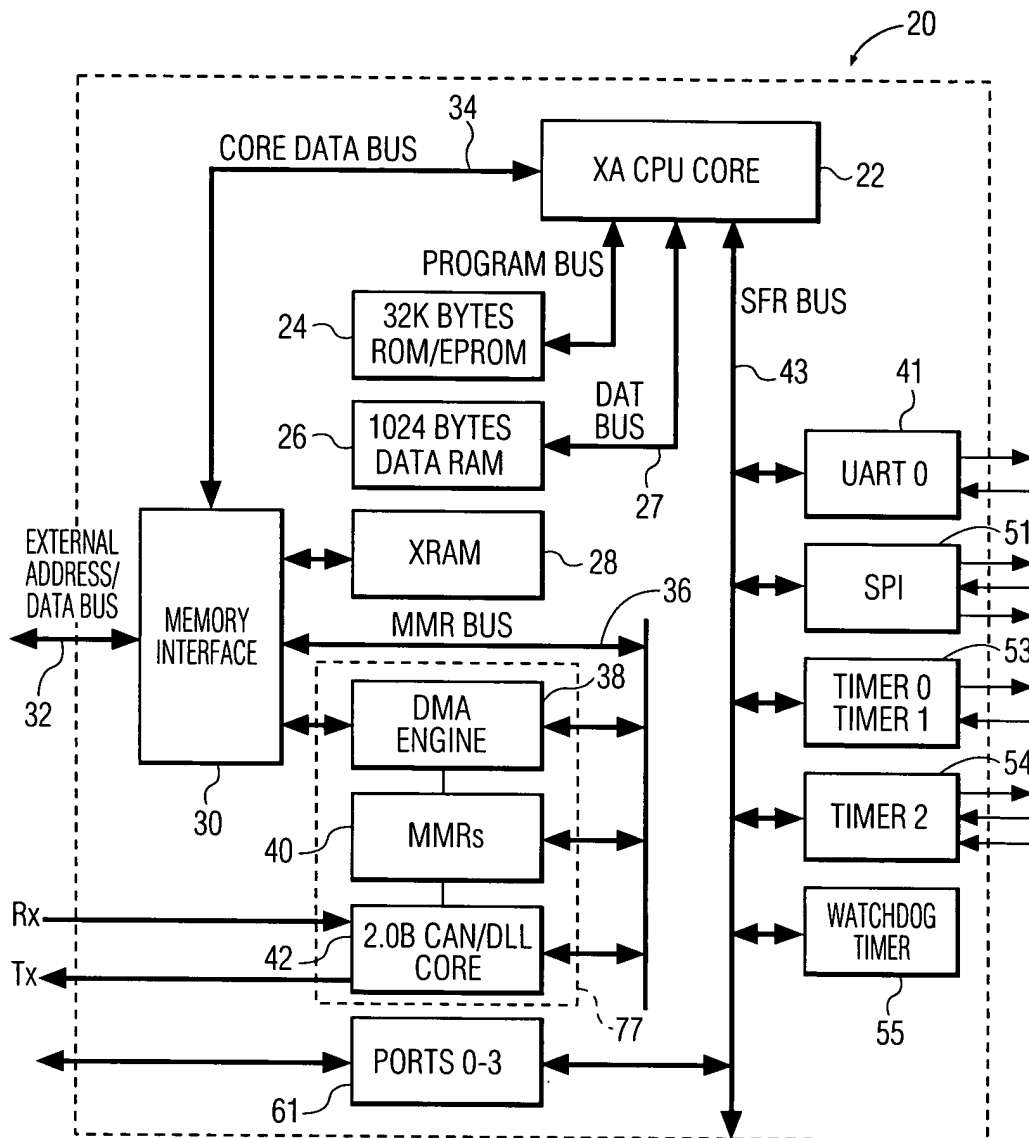 20
34
CORE DATA BUS
XA CPU CORE
22
PROGRAM BUS
SFR BUS
24
32K BYTES
ROM/EPROM
43
41
DAT
BUS
26
1024 BYTES
DATA RAM
27
UART 0
EXTERNAL
ADDRESS/
DATA BUS
XRAM
28
51
SPI
MEMORY
INTERFACE
MMR BUS
36
32
38
53
DMA
ENGINE
TIMER 0
TIMER 1
30
54
40
MMRs
TIMER 2
Rx
42
2.0B CAN/DLL
CORE
WATCHDOG
TIMER
Tx
77
55
PORTS 0-3
61